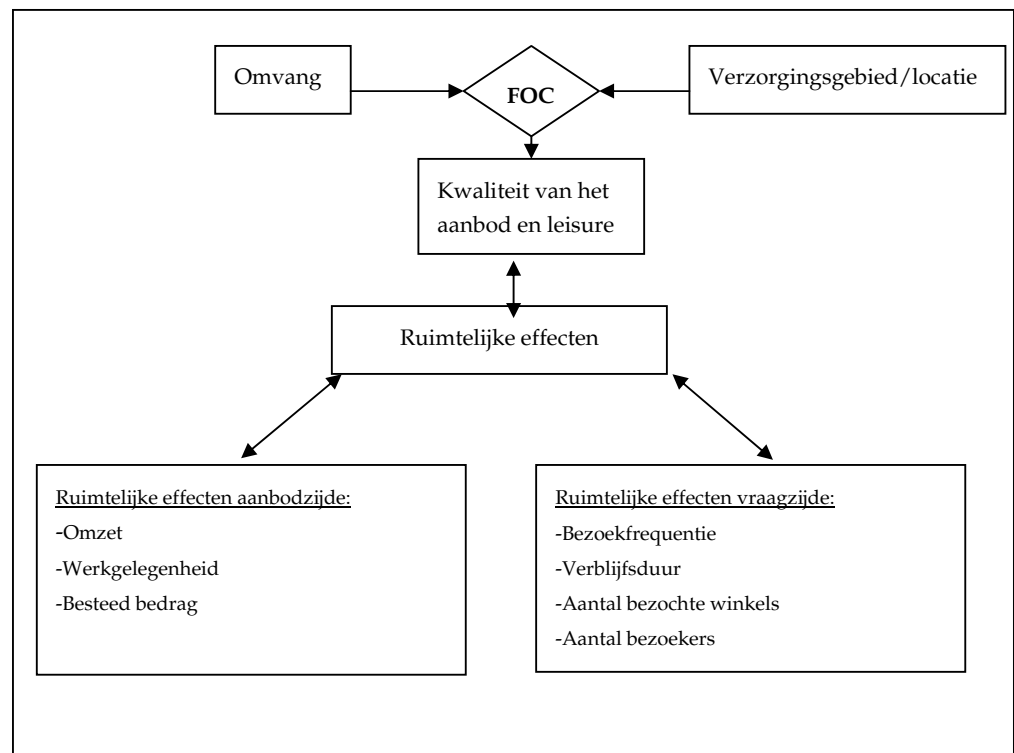 Omvang
FOC
Verzorgingsgebied/locatie
Kwaliteit van het
aanbod en leisure
Ruimtelijke effecten
Ruimtelijke effecten aanbodzijde:
-Omzet
-Werkgelegenheid
-Besteed bedrag
Ruimtelijke effecten vraagzijde:
-Bezoekfrequentie
-Verblijfsduur
-Aantal bezochte winkels
-Aantal bezoekers